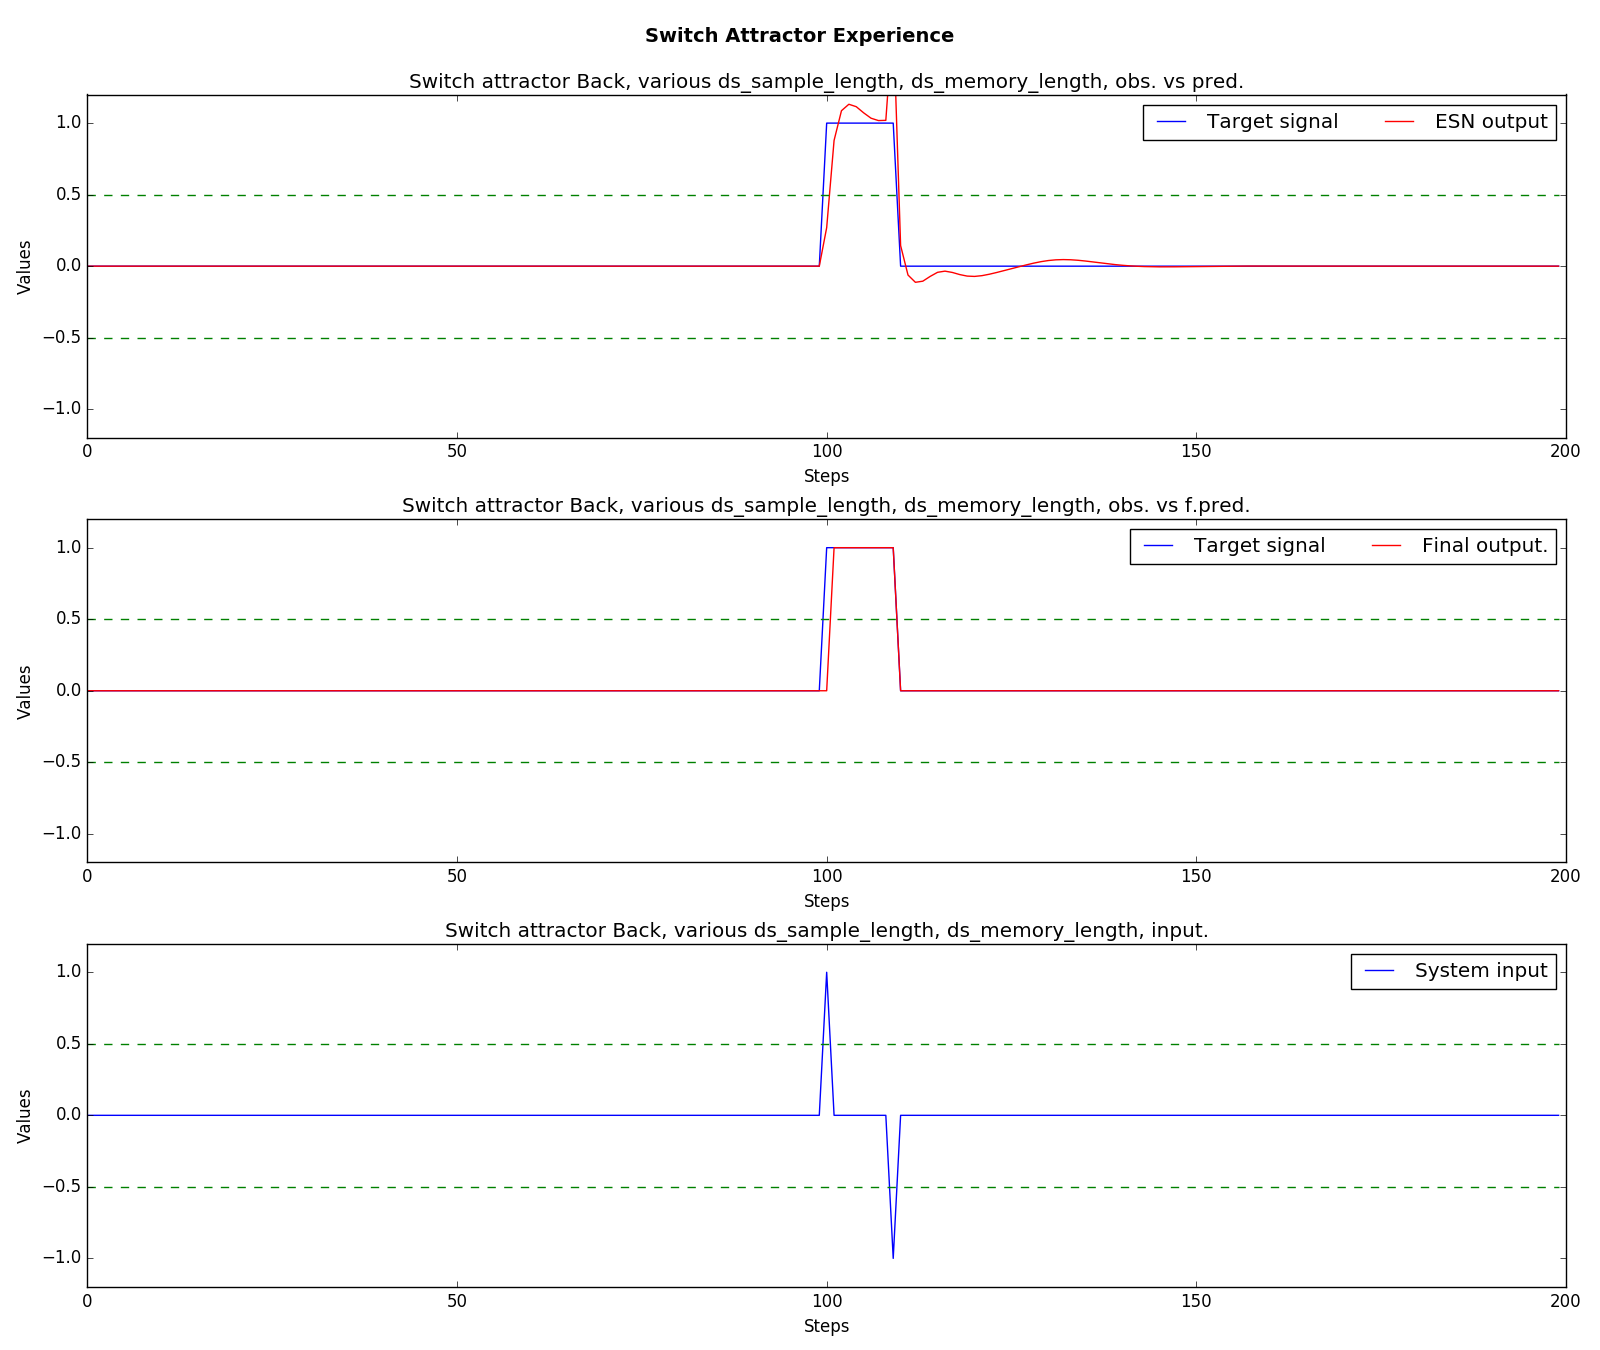 Switch Attractor Experience
Switch attractor Back, various ds_sample_length, ds_memory_length, obs. vs pred.
Target signal ESN output
1.0
0.5
0.0
−0.5
−1.0
Values
0 50 100 150 200
Steps
Switch attractor Back, various ds_sample_length, ds_memory_length, obs. vs f.pred.
Target signal Final output.
1.0
0.5
0.0
−0.5
−1.0
Values
0 50 100 150 200
Steps
Switch attractor Back, various ds_sample_length, ds_memory_length, input.
System input
1.0
0.5
0.0
−0.5
−1.0
Values
0 50 100 150 200
Steps